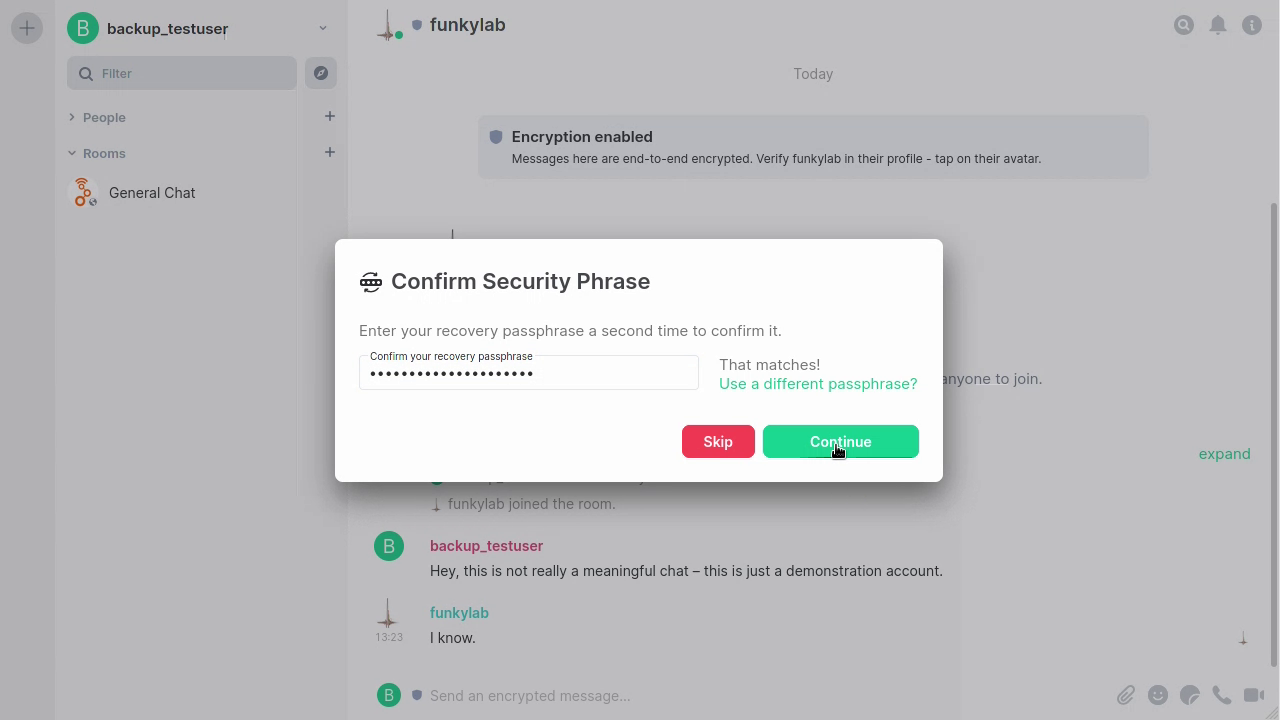 B backup_testuser
Filter
People
Rooms
General Chat
funkylab
Today
Encryption enabled
Messages here are end-to-end encrypted. Verify funkylab in their profile - tap on their avatar.
Confirm Security Phrase
Enter your recovery passphrase a second time to confirm it.
Confirm your recovery passphrase
••••••••••••••••••••••
That matches!
Use a different passphrase?
Skip
Continue
anyone to join.
expand
funkylab joined the room.
B backup_testuser
Hey, this is not really a meaningful chat – this is just a demonstration account.
funkylab
13:23 I know.
B Send an encrypted message...